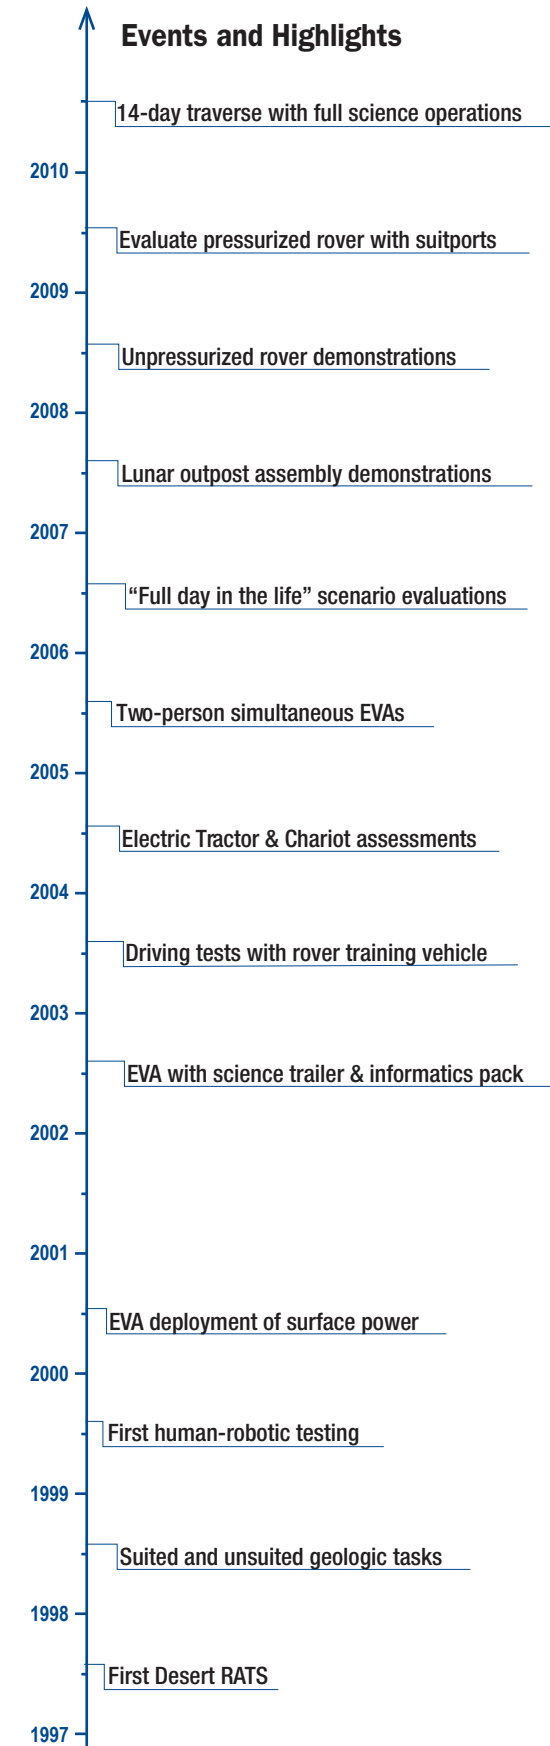 Events and Highlights
14-day traverse with full science operations
2010
Evaluate pressurized rover with suitports
2009
Unpressurized rover demonstrations
2008
Lunar outpost assembly demonstrations
2007
“Full day in the life” scenario evaluations
2006
Two-person simultaneous EVAs
2005
Electric Tractor & Chariot assessments
2004
Driving tests with rover training vehicle
2003
EVA with science trailer & informatics pack
2002
2001
EVA deployment of surface power
2000
First human-robotic testing
1999
Suited and unsuited geologic tasks
1998
First Desert RATS
1997